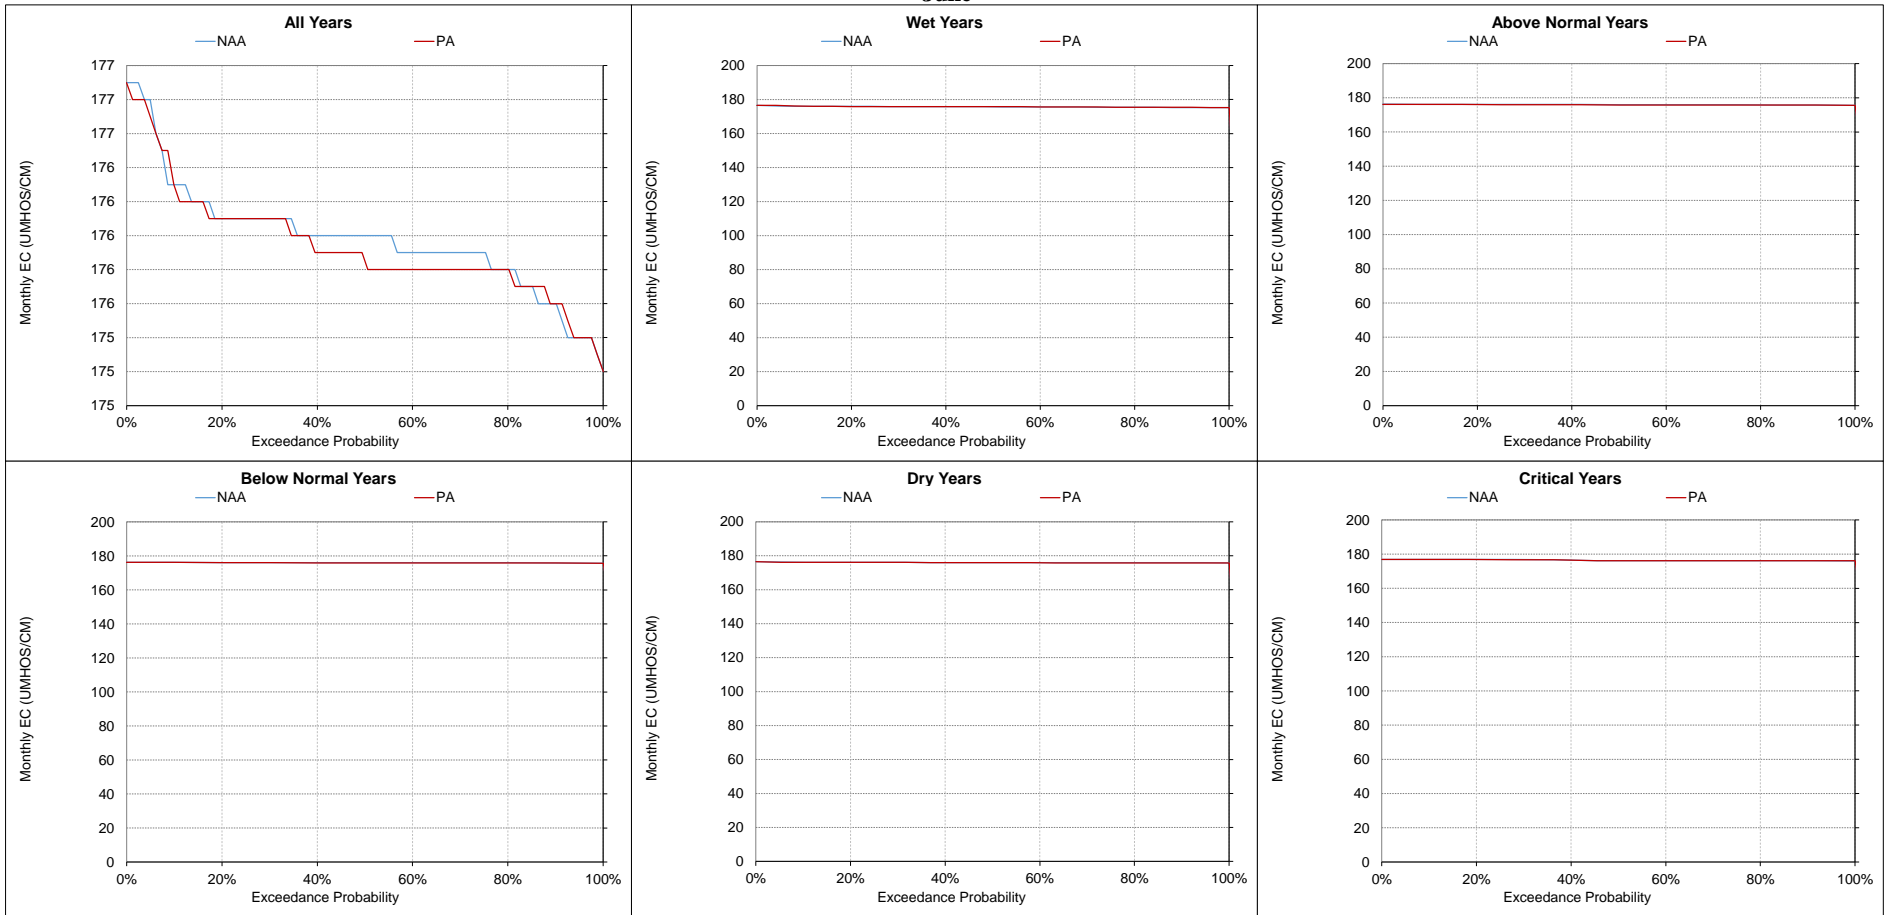 All Years
NAA PA
177
177
177
176
176
176
176
176
175
175
175
Monthly EC (UMHOS/CM)
0% 20% 40% 60% 80% 100%
Exceedance Probability
Wet Years
NAA PA
200
180
160
140
120
100
80
60
40
20
0
Monthly EC (UMHOS/CM)
0% 20% 40% 60% 80% 100%
Exceedance Probability
Above Normal Years
NAA PA
200
180
160
140
120
100
80
60
40
20
0
Monthly EC (UMHOS/CM)
0% 20% 40% 60% 80% 100%
Exceedance Probability
Below Normal Years
NAA PA
200
180
160
140
120
100
80
60
40
20
0
Monthly EC (UMHOS/CM)
0% 20% 40% 60% 80% 100%
Exceedance Probability
Dry Years
NAA PA
200
180
160
140
120
100
80
60
40
20
0
Monthly EC (UMHOS/CM)
0% 20% 40% 60% 80% 100%
Exceedance Probability
Critical Years
NAA PA
200
180
160
140
120
100
80
60
40
20
0
Monthly EC (UMHOS/CM)
0% 20% 40% 60% 80% 100%
Exceedance Probability